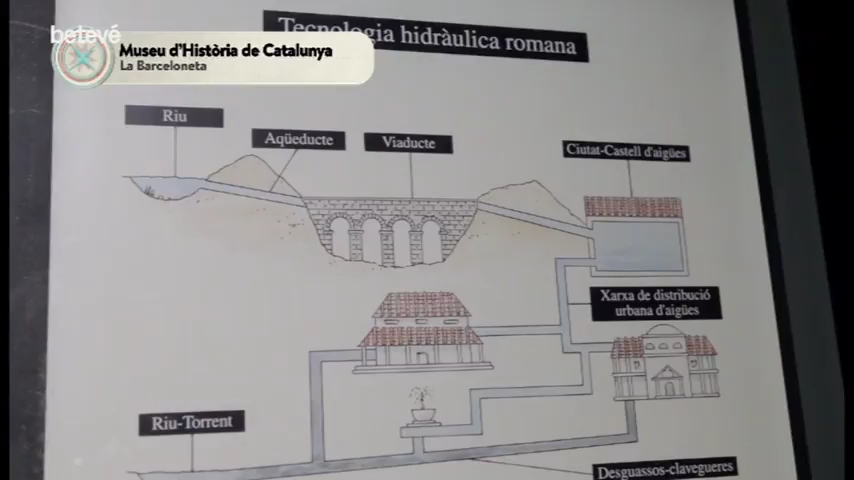 betevé
Museu d'Història de Catalunya
La Barceloneta
Tecnologia hidràulica romana
Riu
Aqüeducte
Viaducte
Ciutat-Castell d'aigües
Xarxa de distribució
urbana d'aigües
Riu-Torrent
Desguassos-clavegueres